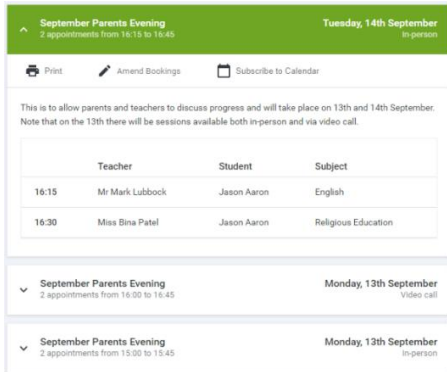 September Parents Evening Tuesday, 14th September
2 appointments from 16:15 to 16:45 In-person
Print Amend Bookings Subscribe to Calendar
This is to allow parents and teachers to discuss progress and will take place on 13th and 14th September.
Note that on the 13th there will be sessions available both in-person and via video call.
Teacher Student Subject
16:15 Mr Mark Lubbock Jason Aaron English
16:30 Miss Bina Patel Jason Aaron Religious Education
September Parents Evening Monday, 13th September
2 appointments from 16:00 to 16:45 Video call
September Parents Evening Monday, 13th September
2 appointments from 15:00 to 15:45 In-person